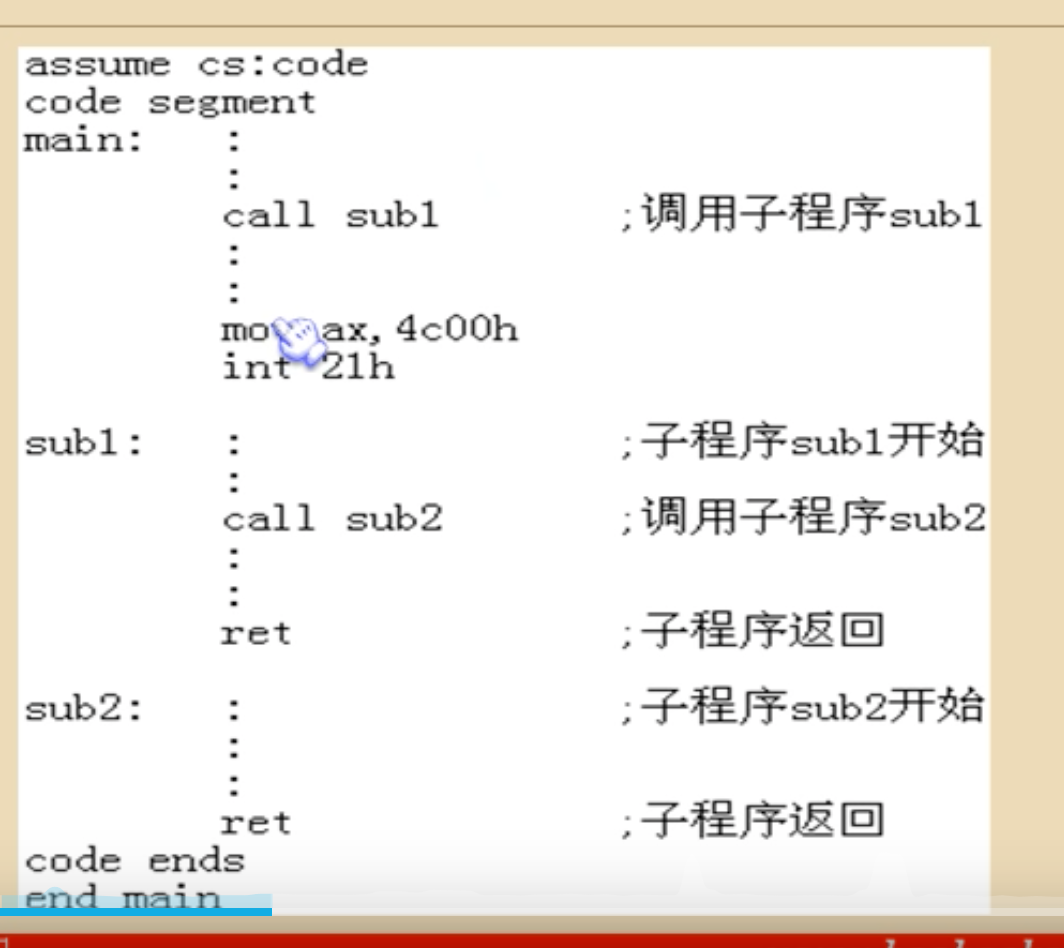 assume cs:code
code segment
main: :
:
call sub1 ;调用子程序sub1
:
:
ax,4c00h
int 21h
sub1: : ;子程序sub1开始
:
call sub2 ;调用子程序sub2
:
:
ret ;子程序返回
sub2: : ;子程序sub2开始
:
:
ret ;子程序返回
code ends
end main